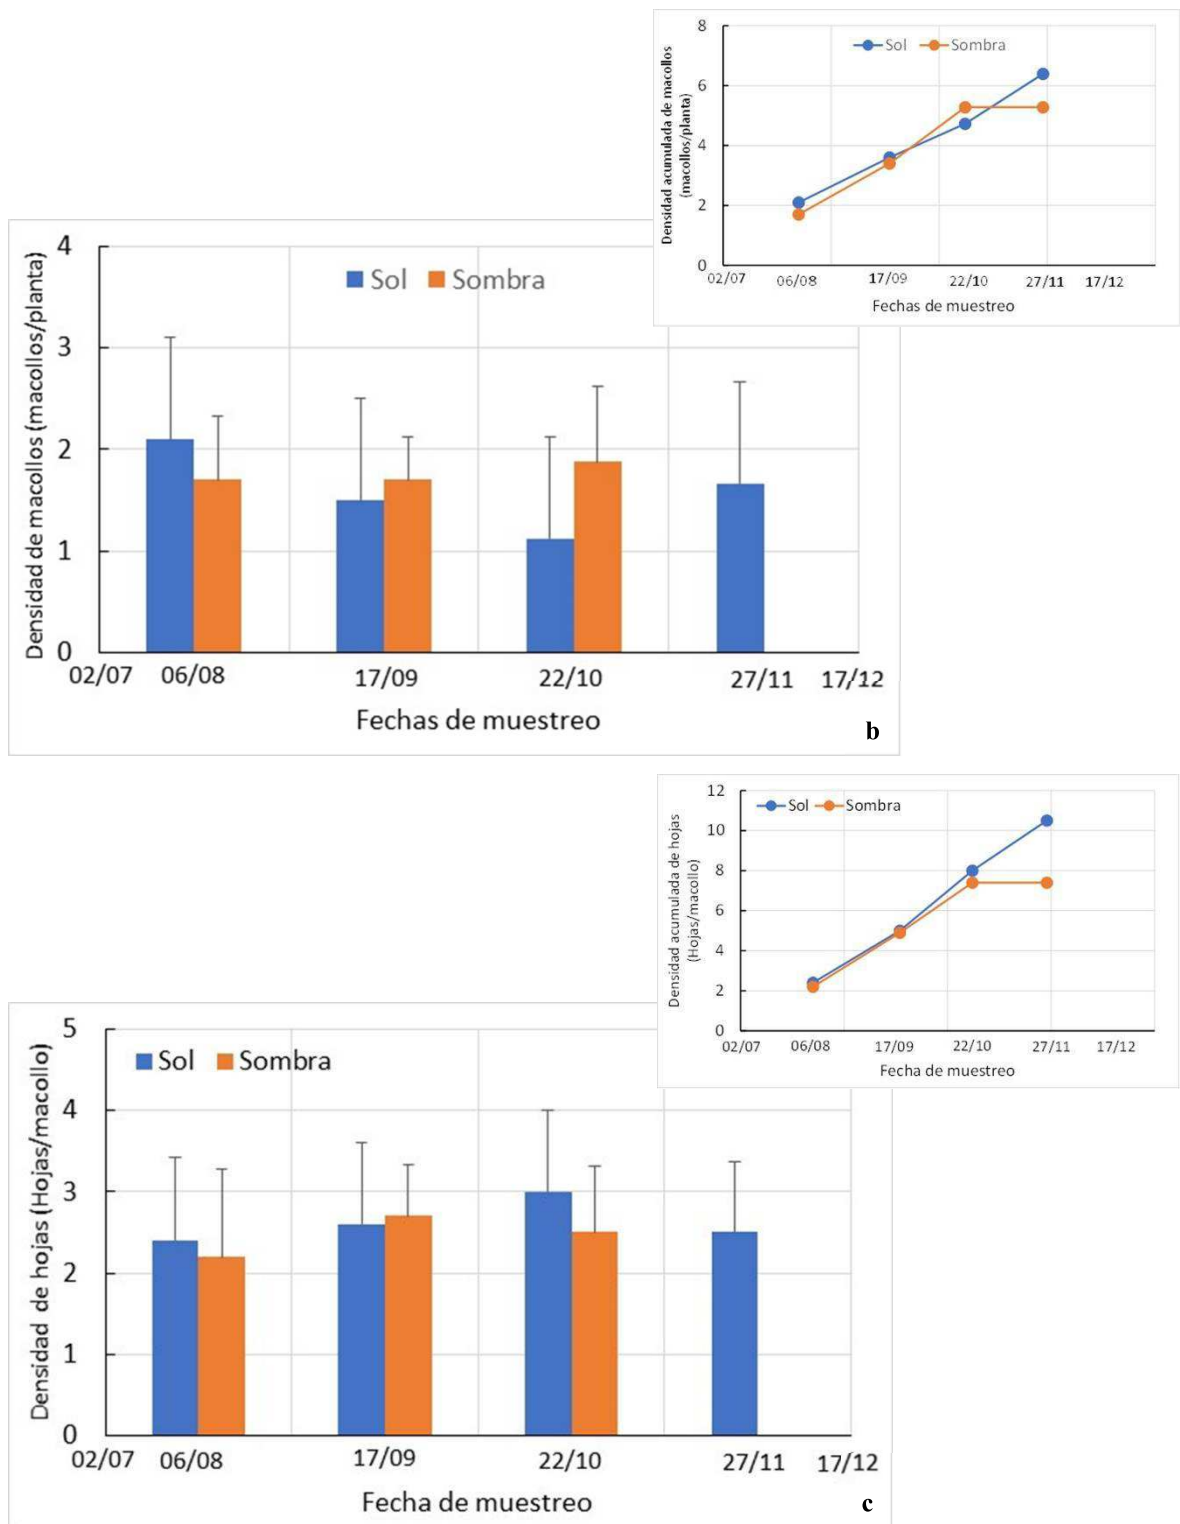 8
6
4
2
0
Sol Sombra
Densidad acumulada de macollos
(macollos/planta)
02/07 06/08 17/09 22/10 27/11 17/12
Fechas de muestreo
4
3
2
1
0
Sol Sombra
Densidad de macollos (macollos/planta)
02/07 06/08 17/09 22/10 27/11 17/12
Fechas de muestreo
b
12
10
8
6
4
2
0
Sol Sombra
Densidad acumulada de hojas
(Hojas/macollo)
02/07 06/08 17/09 22/10 27/11 17/12
Fecha de muestreo
5
4
3
2
1
0
Sol Sombra
Densidad de hojas (Hojas/macollo)
02/07 06/08 17/09 22/10 27/11 17/12
Fecha de muestreo
c